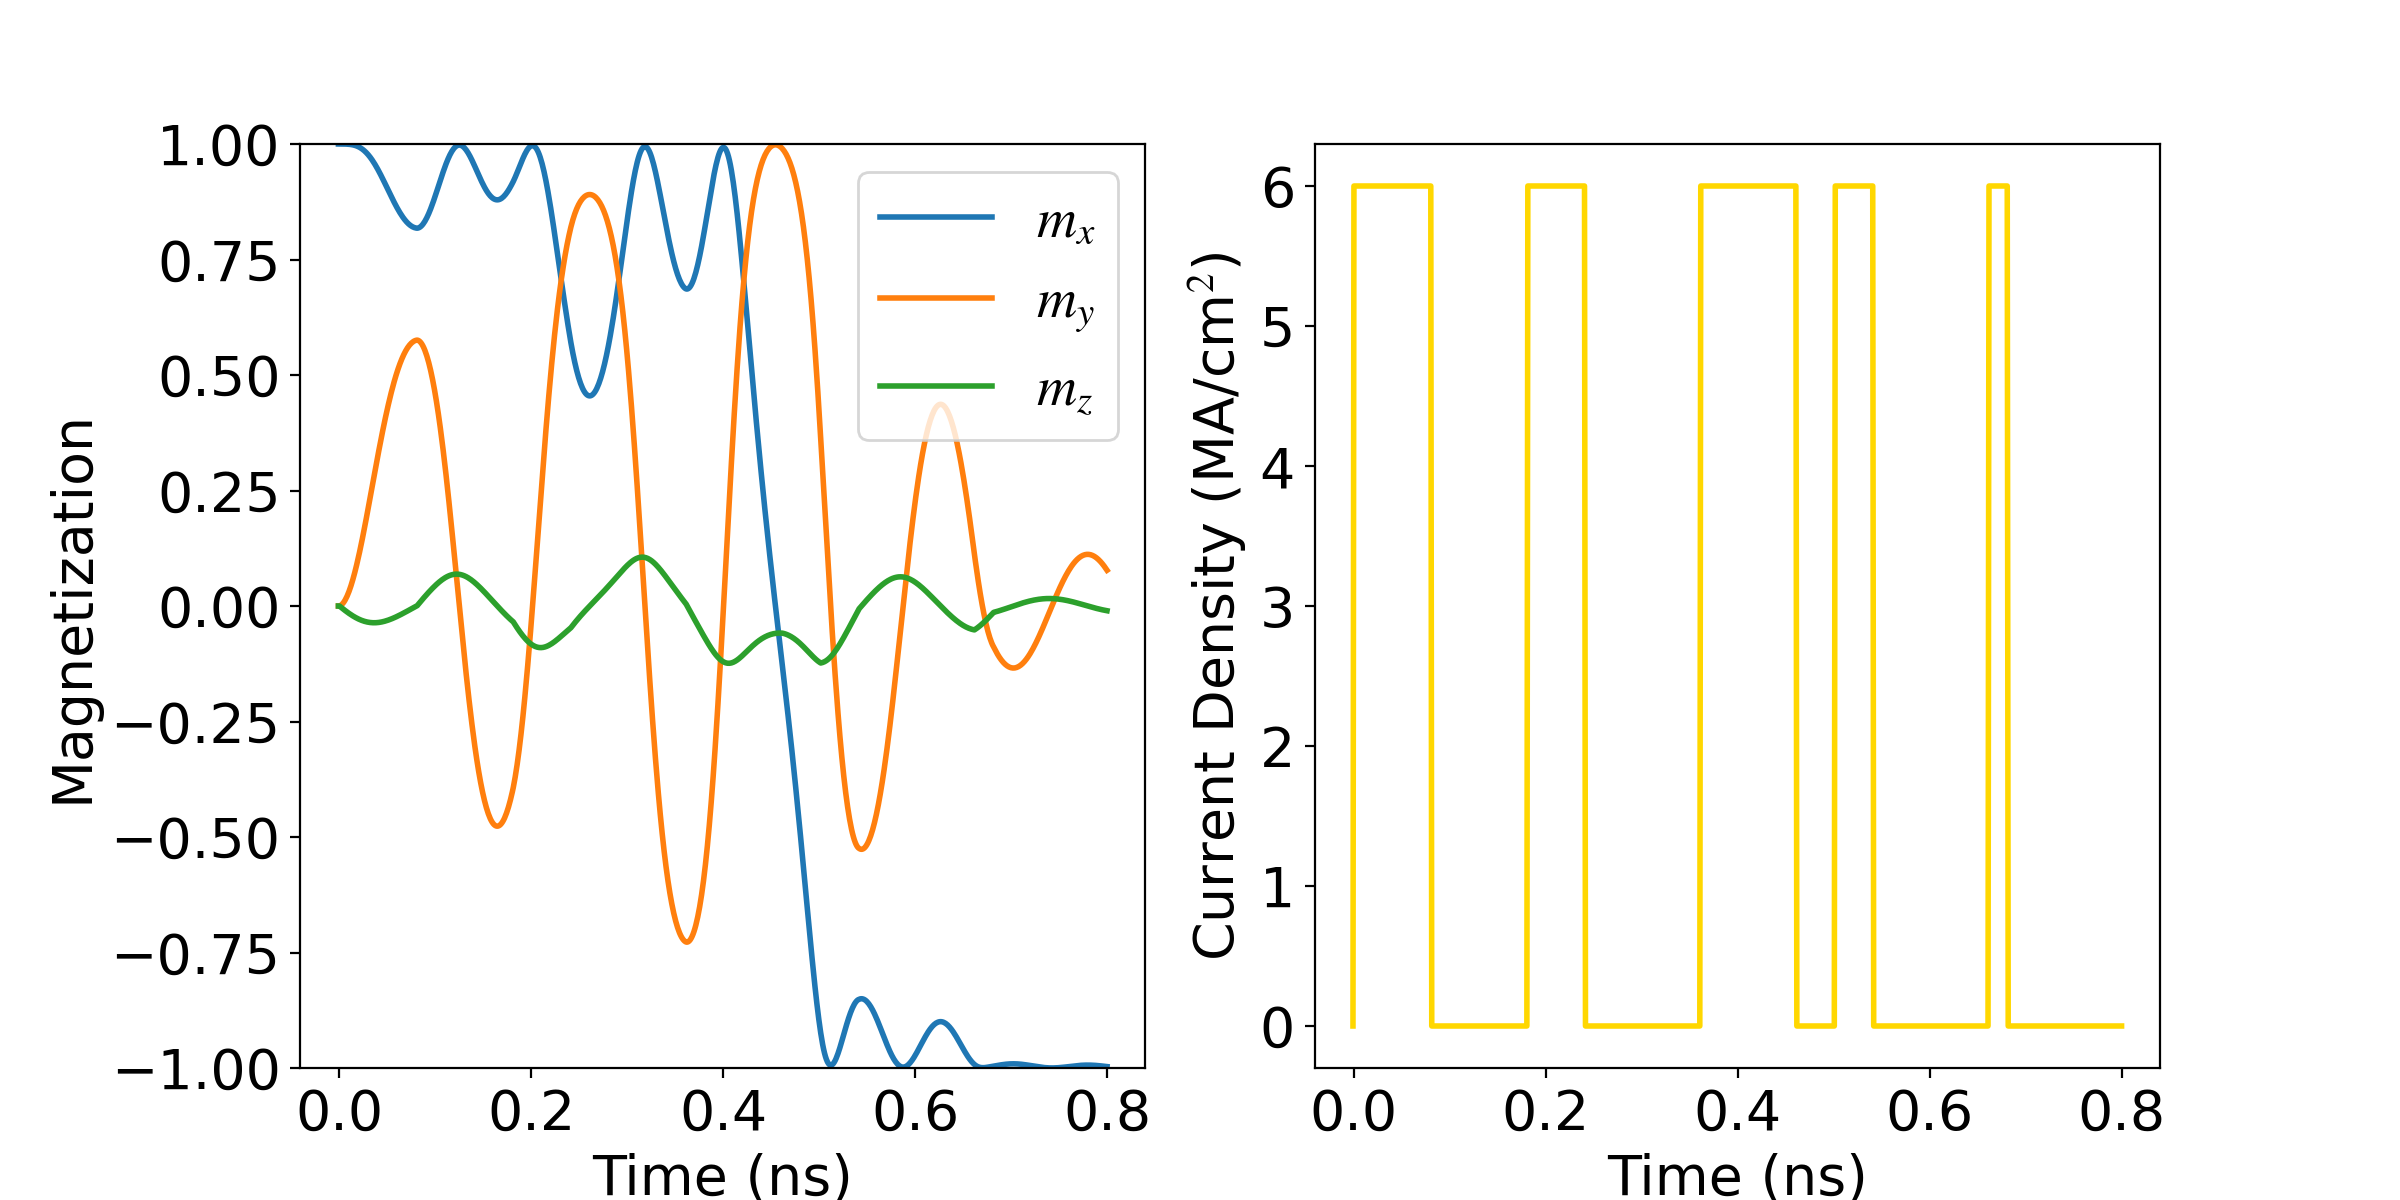 Magnetization
1.00
0.75
0.50
0.25
0.00
−0.25
−0.50
−0.75
−1.00
0.0 0.2 0.4 0.6 0.8
Time (ns)
m_x
m_y
m_z
Current Density (MA/cm²)
6
5
4
3
2
1
0
0.0 0.2 0.4 0.6 0.8
Time (ns)